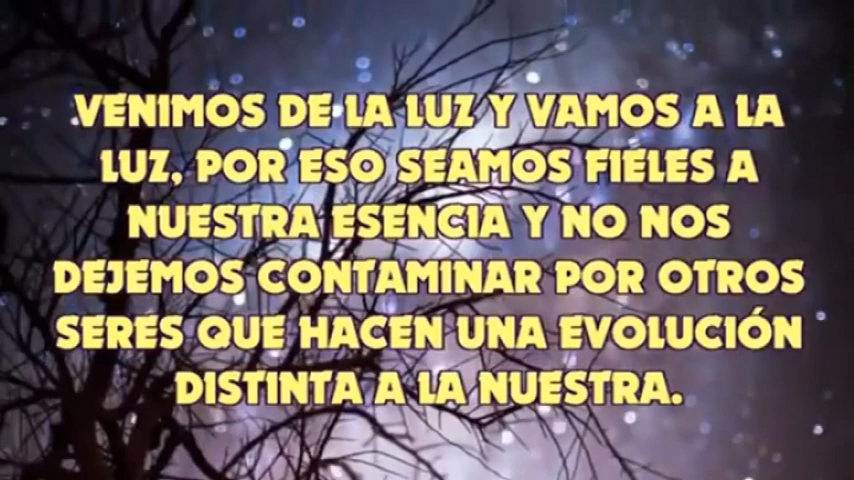 VENIMOS DE LA LUZ Y VAMOS A LA
LUZ, POR ESO SEAMOS FIELES A
NUESTRA ESENCIA Y NO NOS
DEJEMOS CONTAMINAR POR OTROS
SERES QUE HACEN UNA EVOLUCIÓN
DISTINTA A LA NUESTRA.